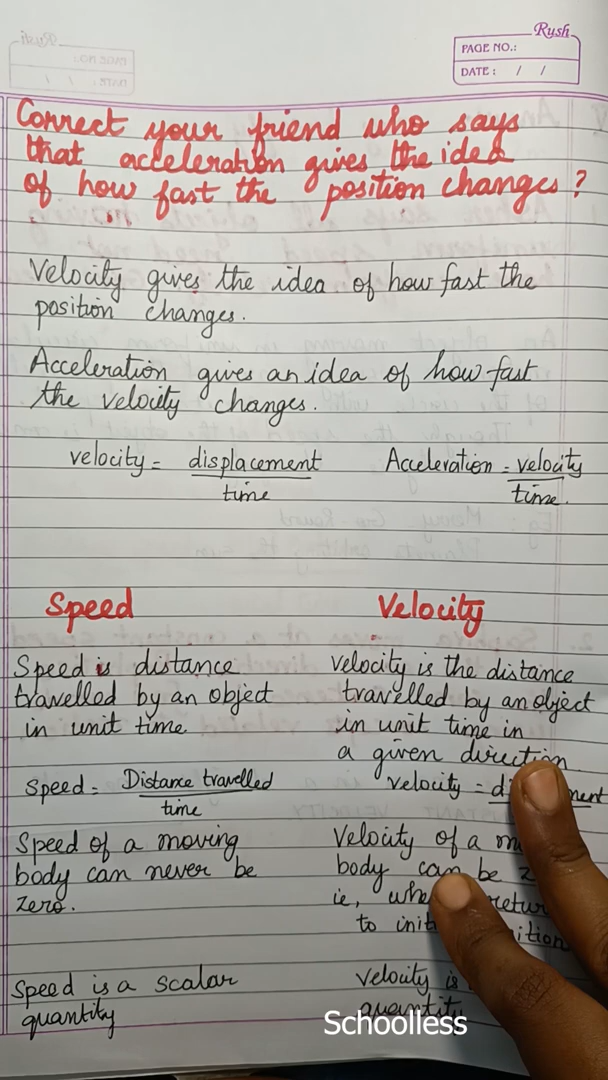 Rush
PAGE NO.:
DATE: / /
Correct your friend who says
that acceleration gives the idea
of how fast the position changes?
Velocity gives the idea of how fast the
position changes.
Acceleration gives an idea of how fast
the velocity changes.
velocity = displacement
time
Acceleration = velocity
time.
Speed
Speed is distance
travelled by an object
in unit time
Speed = Distance travelled
time
Speed of a moving
body can never be
zero.
Speed is a scalar
quantity
Velocity
velocity is the distance
travelled by an object
in unit time in
a given direction
velocity =
Velocity of a
body can be
ie,
to
velocity is
quantity
Schoolless